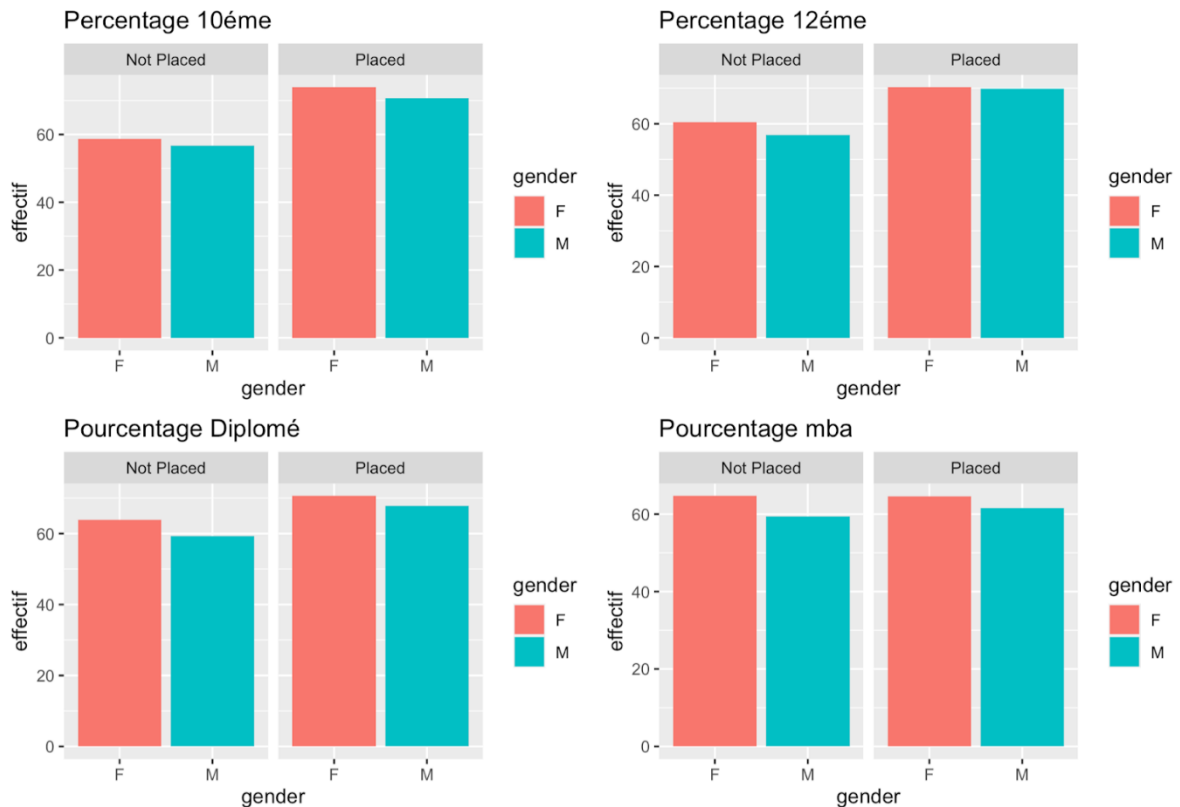 Percentage 10éme
Not Placed
Placed
60
40
20
0
effectif
F
M
F
M
gender
gender
F
M
Percentage 12éme
Not Placed
Placed
60
40
20
0
effectif
F
M
F
M
gender
gender
F
M
Pourcentage Diplomé
Not Placed
Placed
60
40
20
0
effectif
F
M
F
M
gender
gender
F
M
Pourcentage mba
Not Placed
Placed
60
40
20
0
effectif
F
M
F
M
gender
gender
F
M